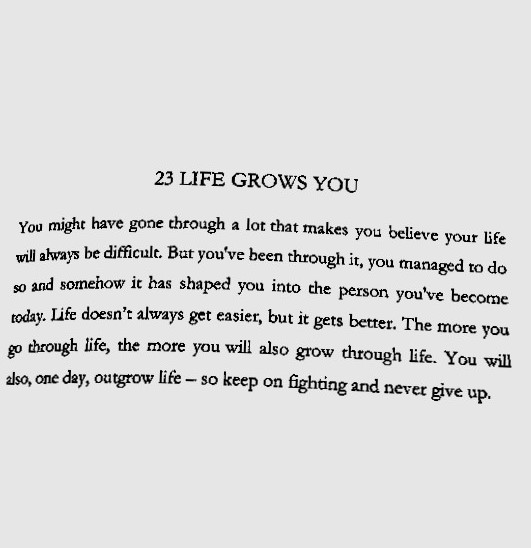 23 LIFE GROWS YOU
You might have gone through a lot that makes you believe your life
will always be difficult. But you've been through it, you managed to do
so and somehow it has shaped you into the person you've become
today. Life doesn't always get easier, but it gets better. The more you
go through life, the more you will also grow through life. You will
also, one day, outgrow life – so keep on fighting and never give up.